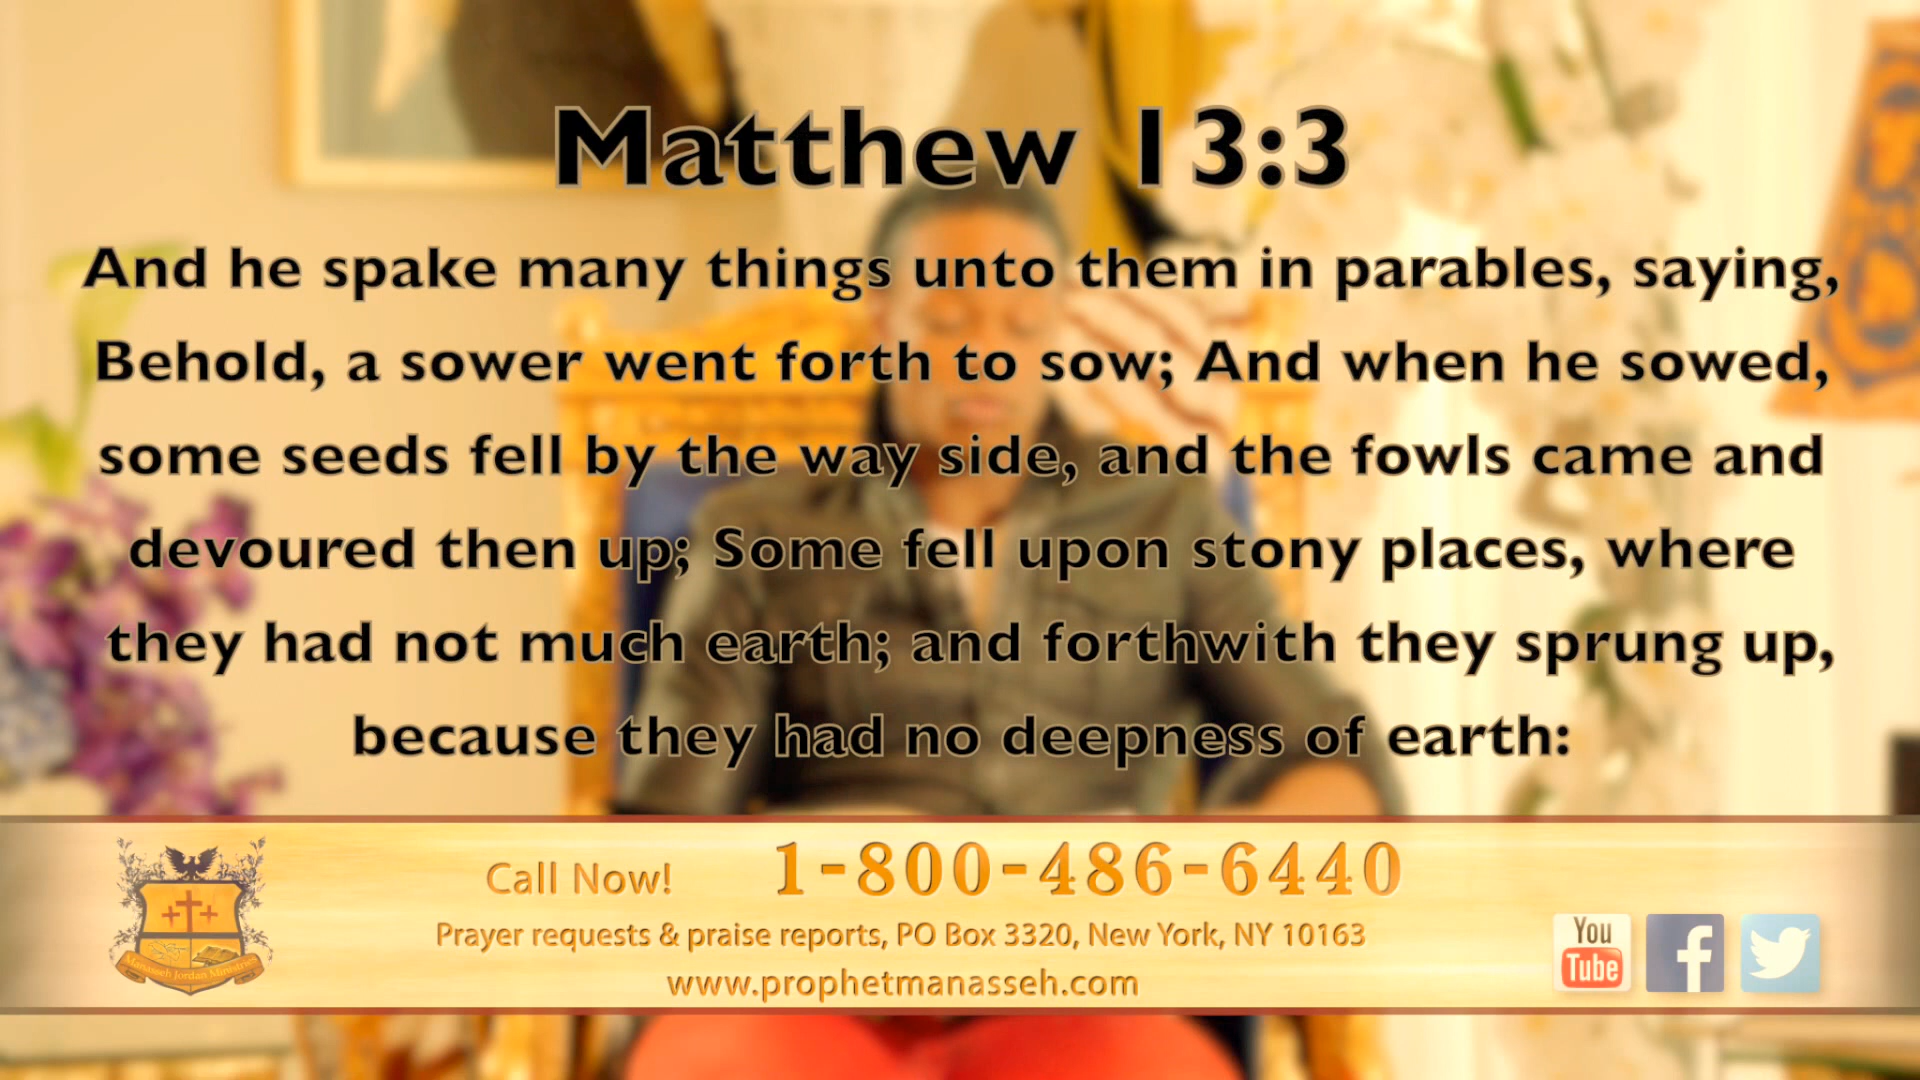 Matthew 13:3
And he spake many things unto them in parables, saying,
Behold, a sower went forth to sow; And when he sowed,
some seeds fell by the way side, and the fowls came and
devoured then up; Some fell upon stony places, where
they had not much earth; and forthwith they sprung up,
because they had no deepness of earth:
Call Now! 1-800-486-6440
Prayer requests & praise reports, PO Box 3320, New York, NY 10163
www.prophetmanasseh.com
Manasseh Jordan Ministries
You
Tube
f